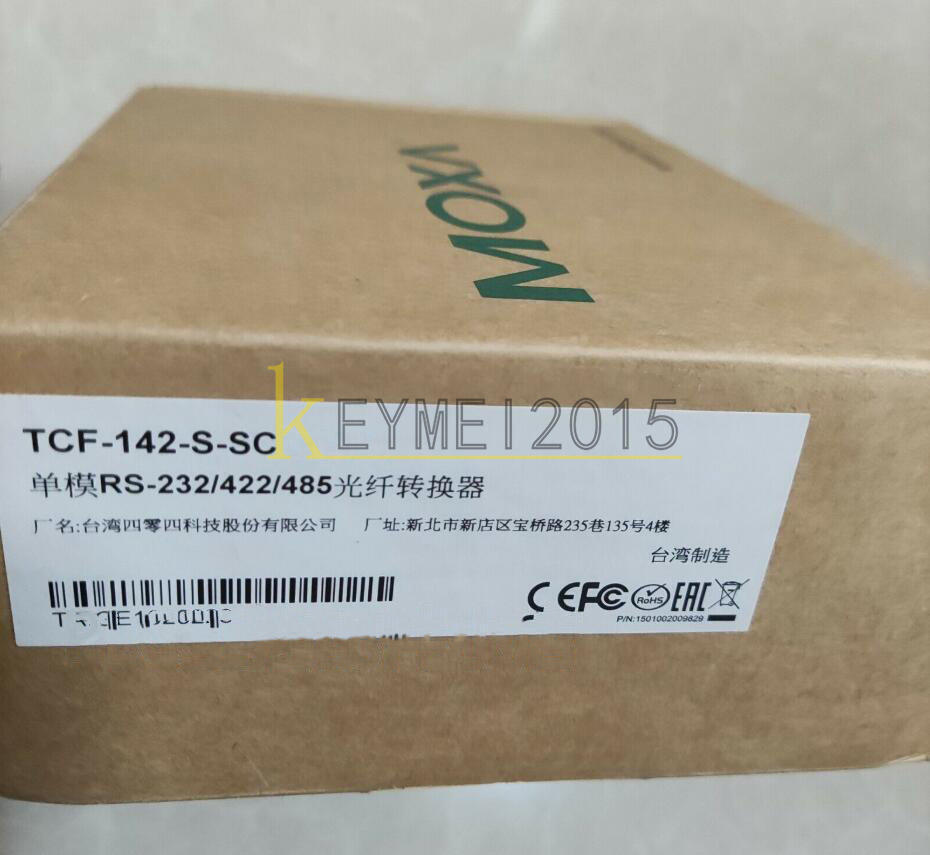 MOXA
KEYMEI2015
TCF-142-S-SC
单模RS-232/422/485光纤转换器
厂名:台湾四零四科技股份有限公司 厂址:新北市新店区宝桥路235巷135号4楼
台湾制造
CE FC RoHS EAC
P/N:1501002009829